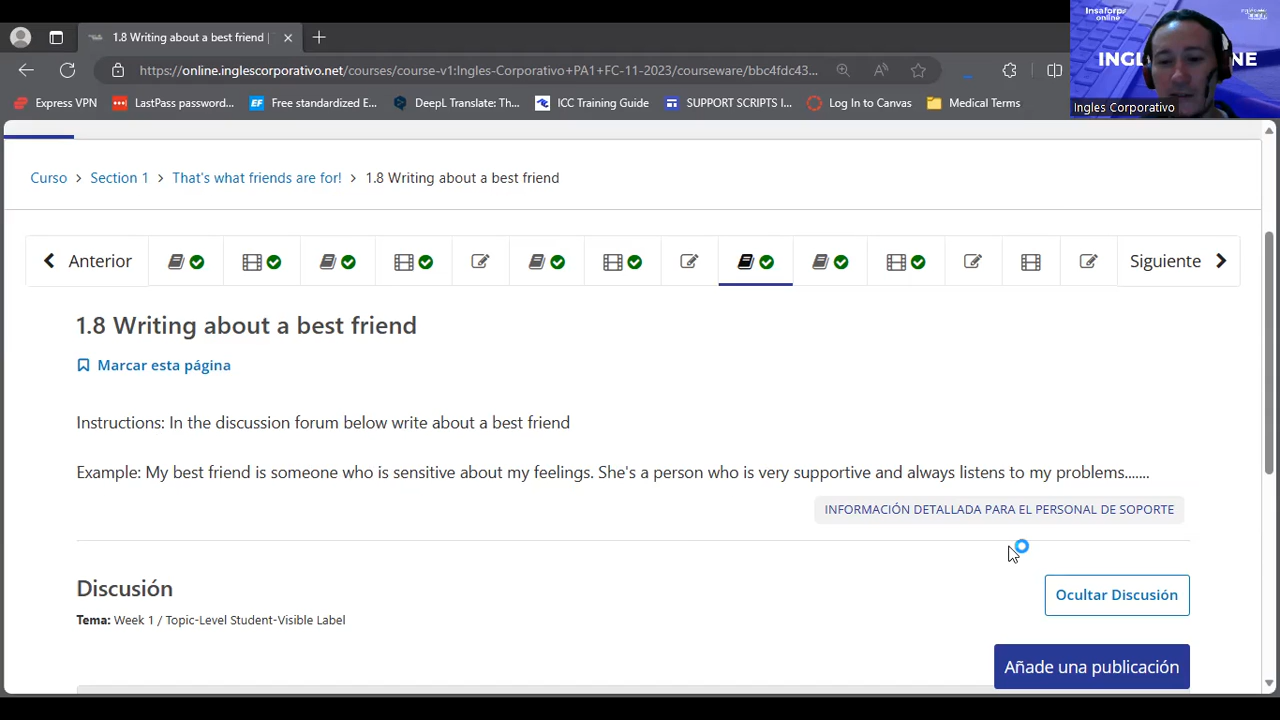 1.8 Writing about a best friend |
https://online.inglescorporativo.net/courses/course-v1:Ingles-Corporativo+PA1+FC-11-2023/courseware/bbc4fdc43...
Express VPN
LastPass password...
Free standardized E...
DeepL Translate: Th...
ICC Training Guide
SUPPORT SCRIPTS I...
Log In to Canvas
Medical Terms
Insaforp
online
INGL
NE
Ingles Corporativo
Curso > Section 1 > That's what friends are for! > 1.8 Writing about a best friend
Anterior
Siguiente
1.8 Writing about a best friend
Marcar esta página
Instructions: In the discussion forum below write about a best friend
Example: My best friend is someone who is sensitive about my feelings. She's a person who is very supportive and always listens to my problems.......
INFORMACIÓN DETALLADA PARA EL PERSONAL DE SOPORTE
Discusión
Ocultar Discusión
Tema: Week 1 / Topic-Level Student-Visible Label
Añade una publicación